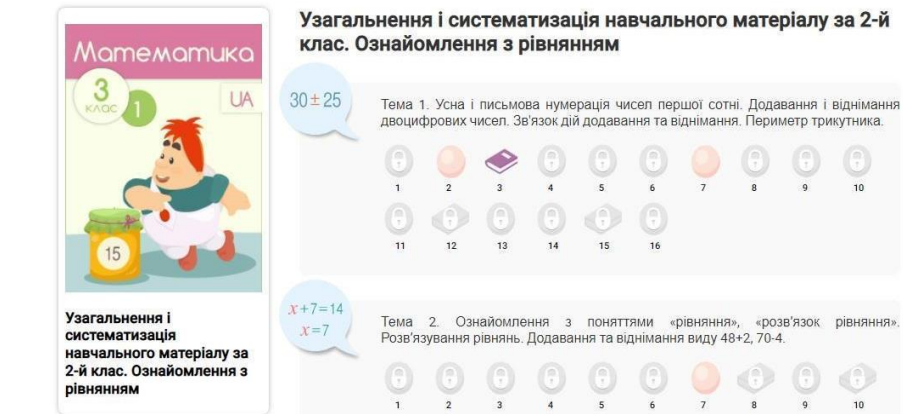 Математика
3
КЛАС
1
UA
15
Узагальнення і
систематизація
навчального матеріалу за
2-й клас. Ознайомлення з
рівнянням
Узагальнення і систематизація навчального матеріалу за 2-й
клас. Ознайомлення з рівнянням
30 ± 25
Тема 1. Усна і письмова нумерація чисел першої сотні. Додавання і віднімання
двоцифрових чисел. Зв'язок дій додавання та віднімання. Периметр трикутника.
1 2 3 4 5 6 7 8 9 10
11 12 13 14 15 16
x+7=14
x=7
Тема 2. Ознайомлення з поняттями «рівняння», «розв'язок рівняння».
Розв'язування рівнянь. Додавання та віднімання виду 48+2, 70-4.
1 2 3 4 5 6 7 8 9 10